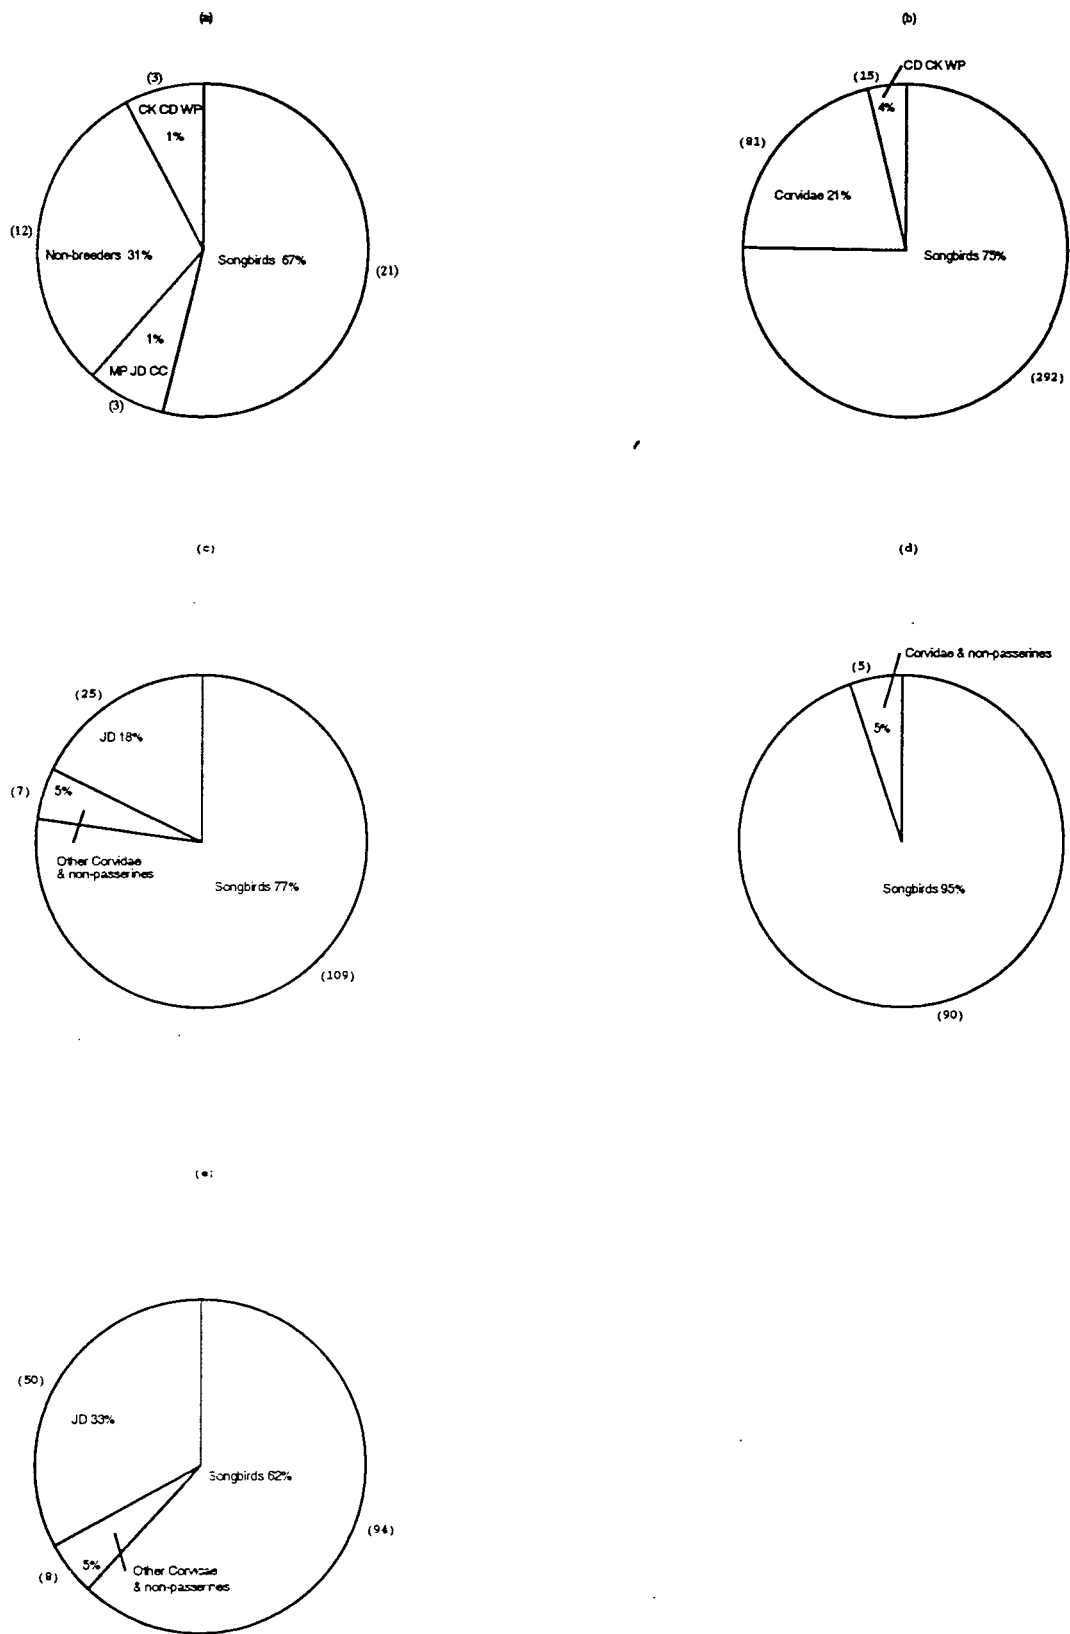 (a)
(3)
CK CD WP
1%
(12)
Non-breeders 31%
Songbirds 67%
(21)
1%
MP JD CC
(3)
(b)
(15)
CD CK WP
4%
(81)
Corvidae 21%
Songbirds 75%
(292)
(c)
(25)
JD 18%
(7)
5%
Other Corvidae
& non-passerines
Songbirds 77%
(109)
(d)
(5)
Corvidae & non-passerines
5%
Songbirds 95%
(90)
(e)
(50)
JD 33%
Songbirds 62%
(94)
(8)
5%
Other Corvidae
& non-passerines